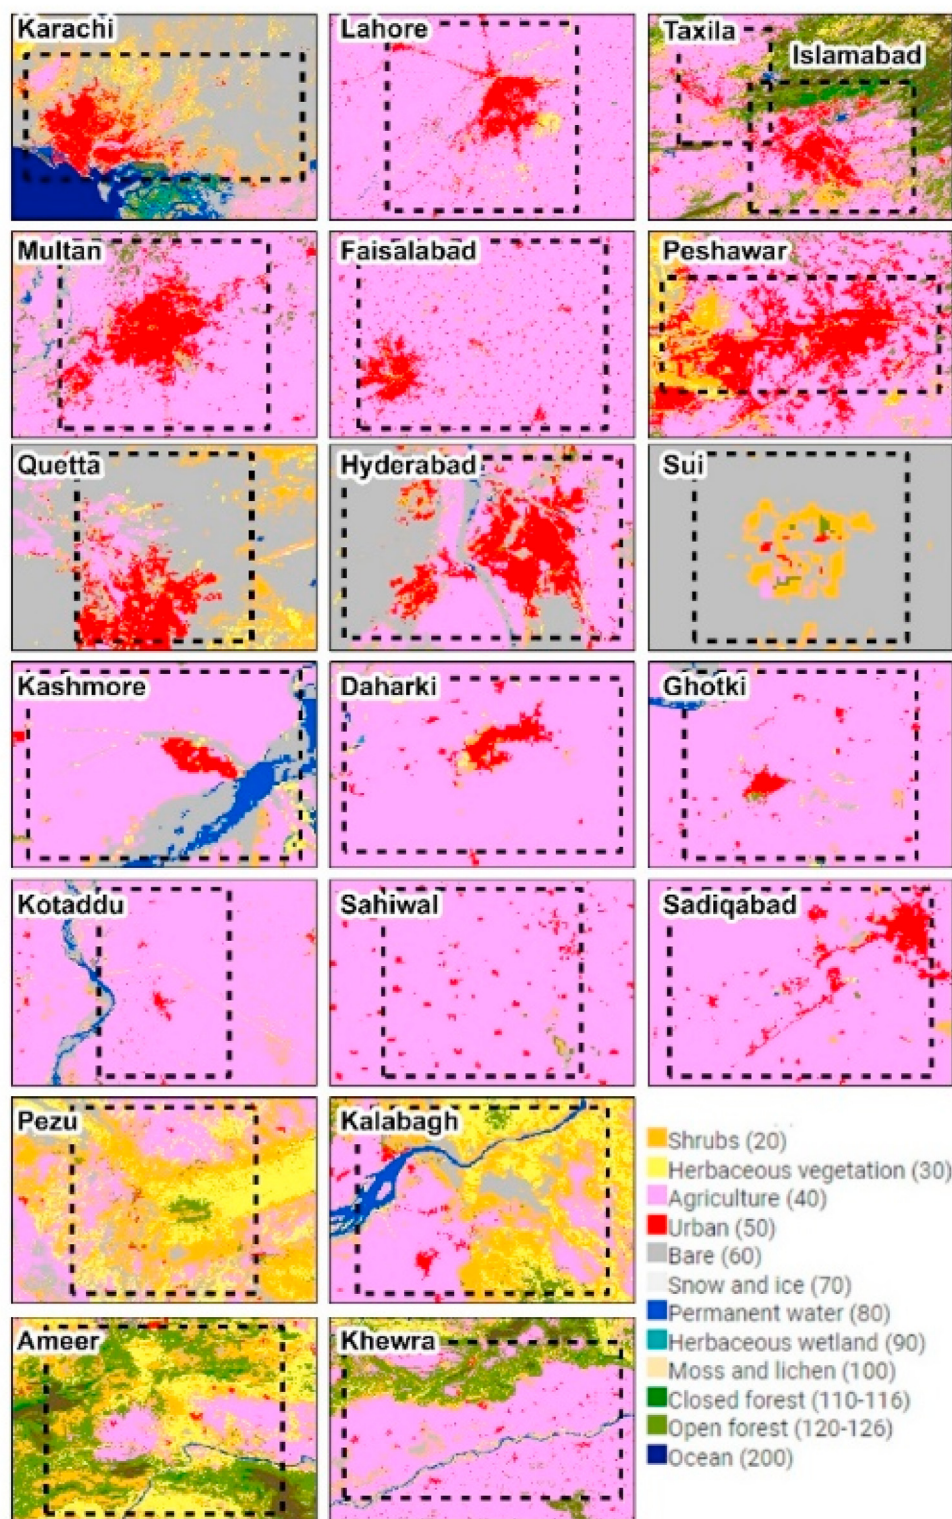 Karachi
Lahore
Taxila
Islamabad
Multan
Faisalabad
Peshawar
Quetta
Hyderabad
Sui
Kashmore
Daharki
Ghotki
Kotaddu
Sahiwal
Sadiqabad
Pezu
Kalabagh
Shrubs (20)
Herbaceous vegetation (30)
Agriculture (40)
Urban (50)
Bare (60)
Snow and ice (70)
Permanent water (80)
Herbaceous wetland (90)
Moss and lichen (100)
Closed forest (110-116)
Open forest (120-126)
Ocean (200)
Ameer
Khewra